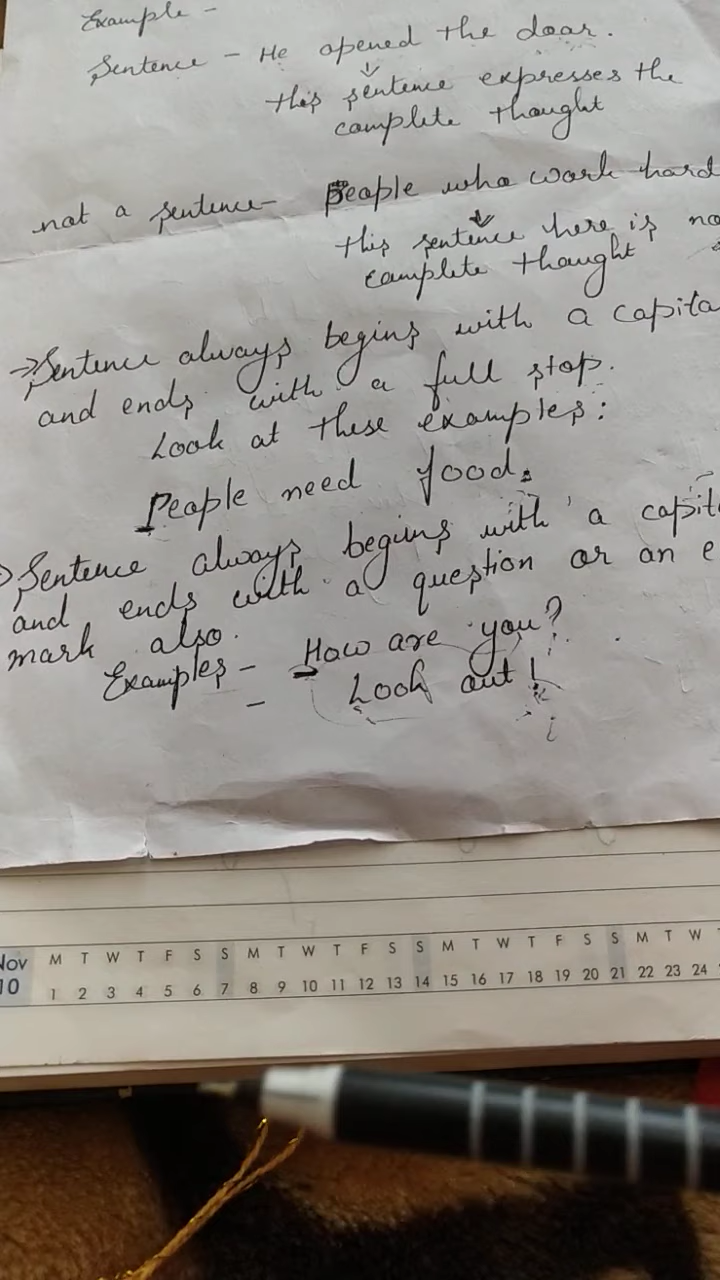 Example -
Sentence - He opened the door.
this sentence expresses the
complete thought
not a sentence - People who work hard
this sentence here is no
complete thought
→ Sentence always begins with a capita
and ends with a full stop.
Look at these examples:
People need food.
Sentence always begins with a capit
and ends with a question or an e
mark also.
Examples - How are you?
- Look out!
Nov M T W T F S S M T W T F S S M T W T F S S M T W
10 1 2 3 4 5 6 7 8 9 10 11 12 13 14 15 16 17 18 19 20 21 22 23 24